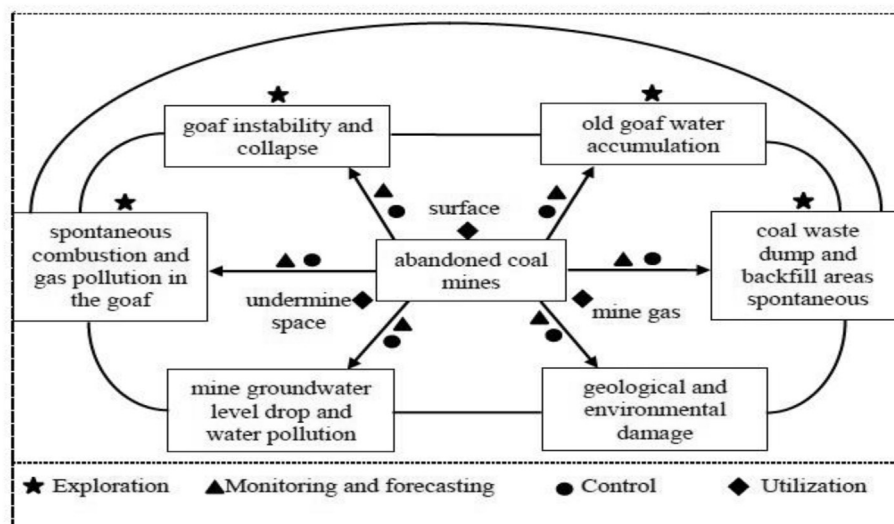 goaf instability and
collapse
old goaf water
accumulation
surface
spontaneous
combustion and
gas pollution in
the goaf
abandoned coal
mines
coal waste
dump and
backfill areas
spontaneous
undermine
space
mine gas
mine groundwater
level drop and
water pollution
geological and
environmental
damage
Exploration Monitoring and forecasting Control Utilization